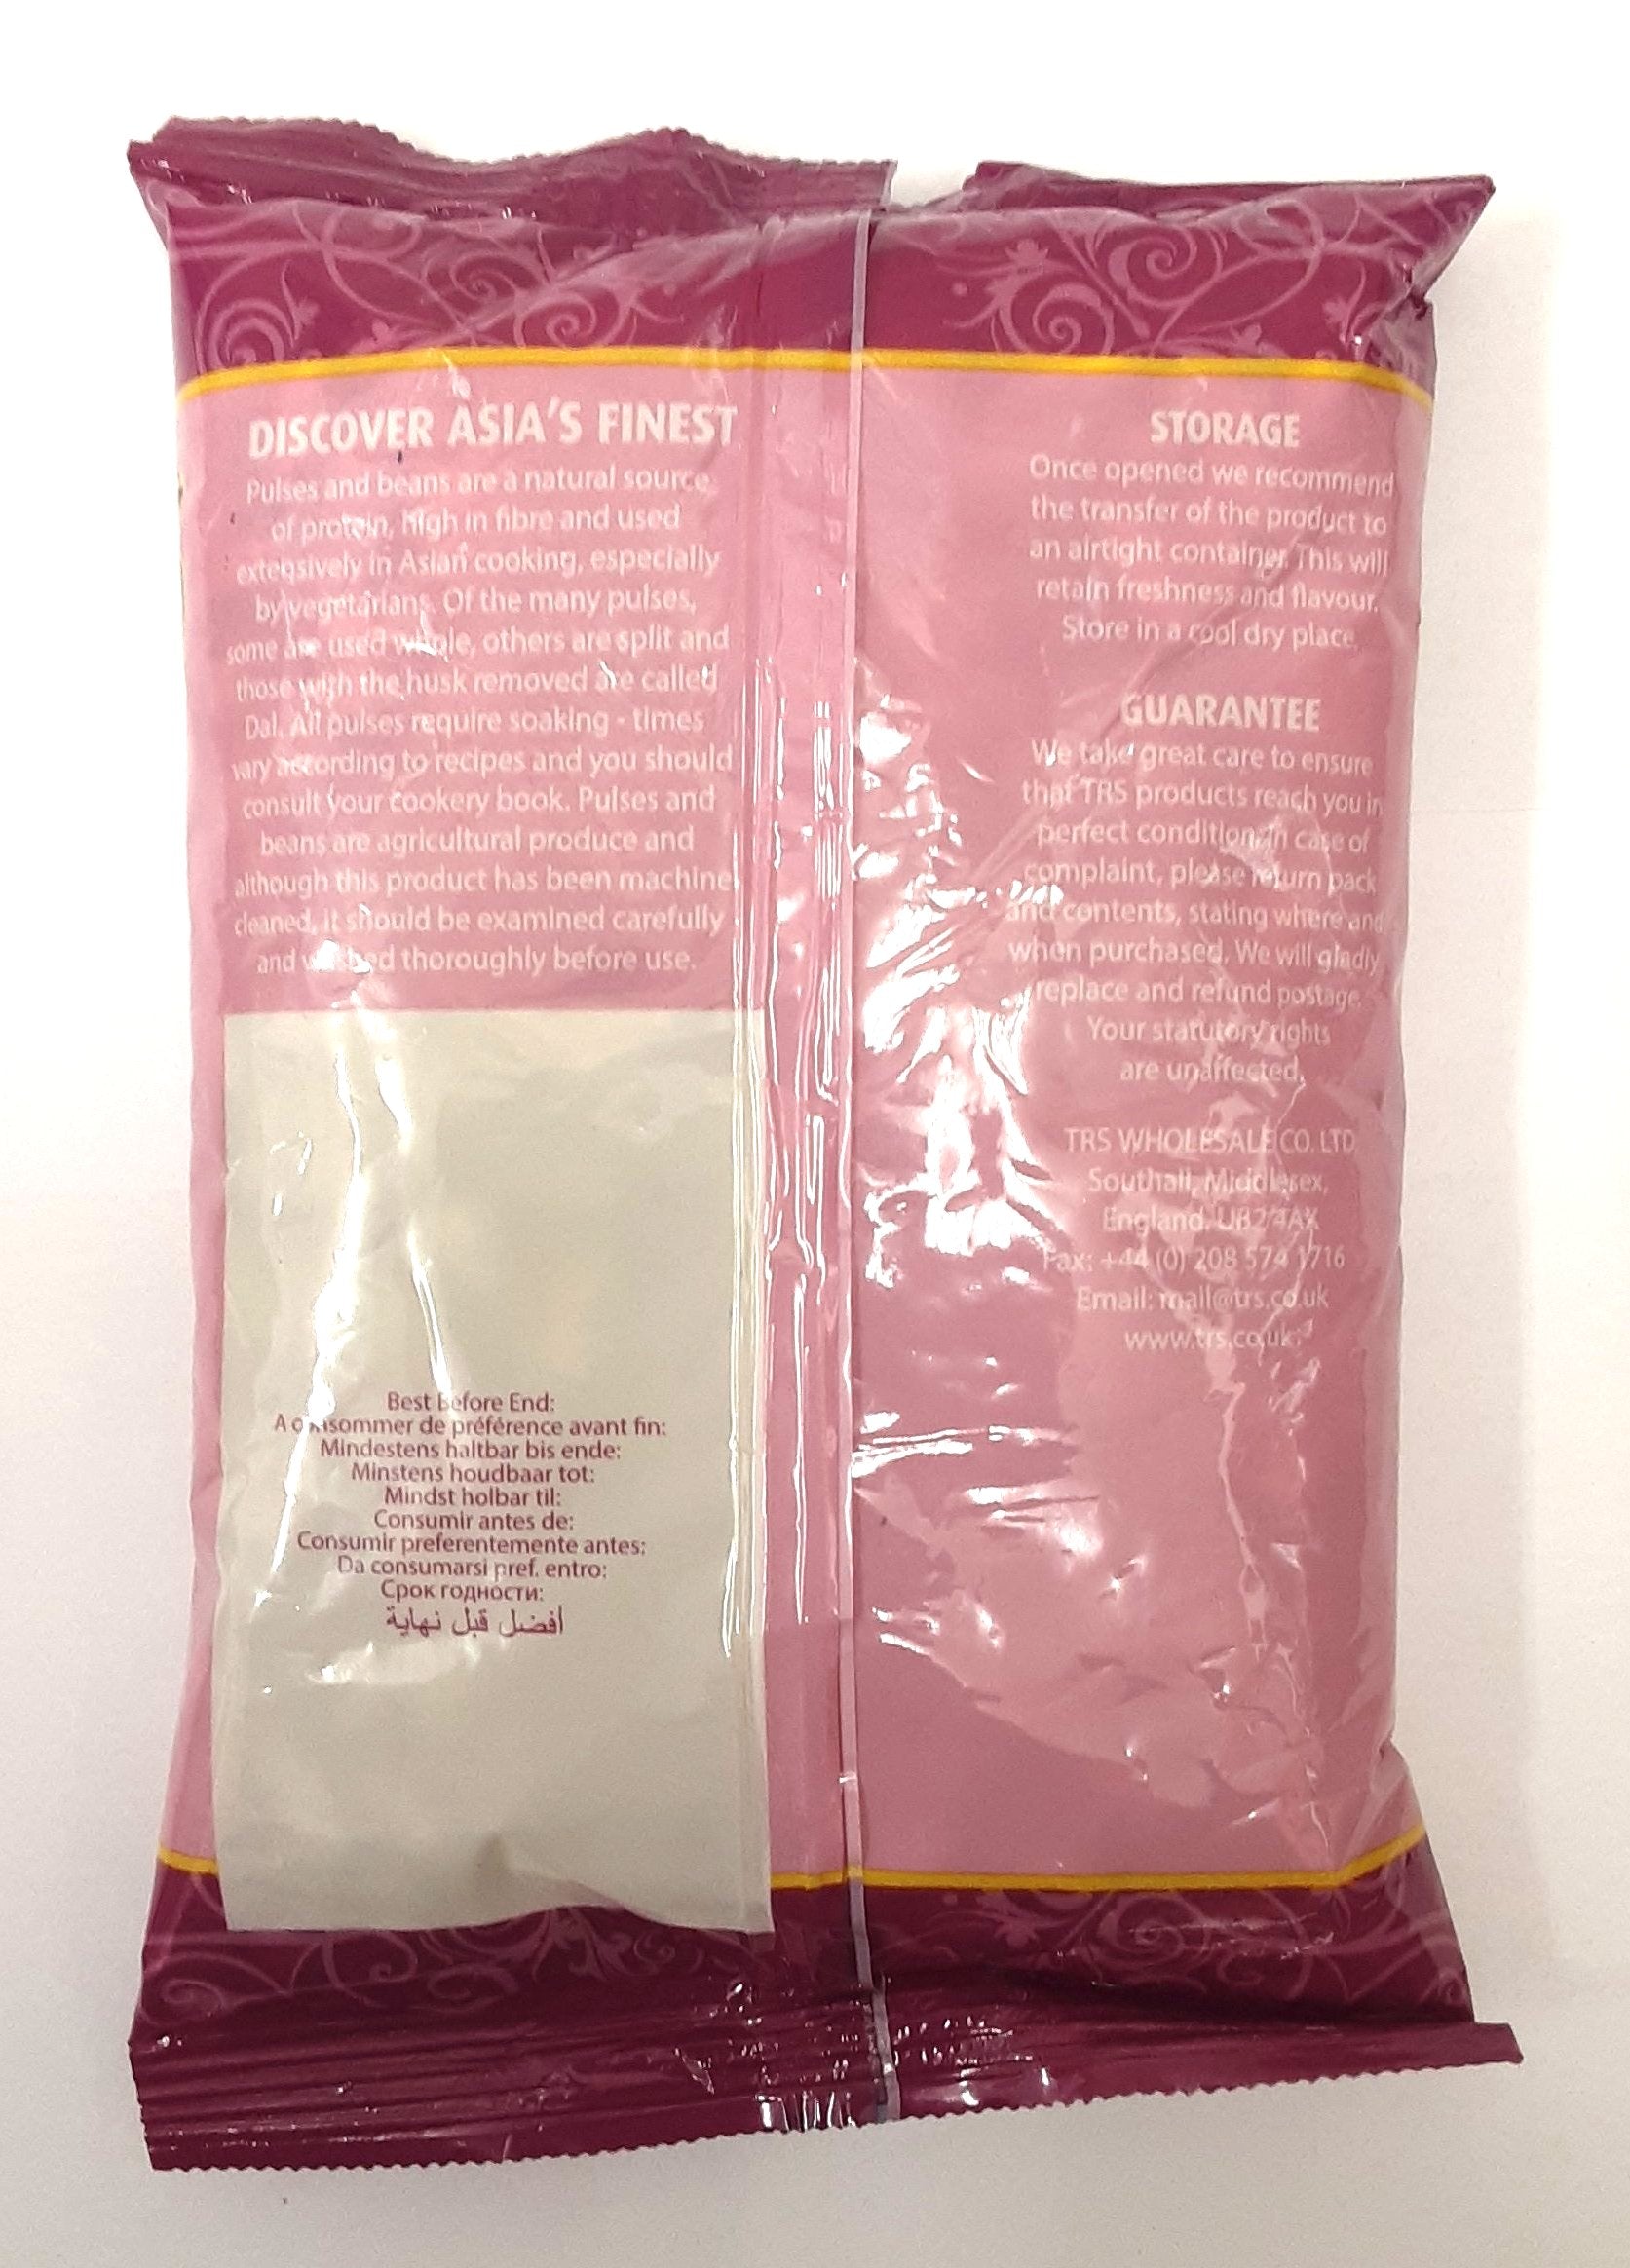 DISCOVER ASIA'S FINEST
Pulses and beans are a natural source
of protein, high in fibre and used
extensively in Asian cooking, especially
by vegetarians. Of the many pulses,
some are used whole, others are split and
those with the husk removed are called
Dal. All pulses require soaking - times
vary according to recipes and you should
consult your cookery book. Pulses and
beans are agricultural produce and
although this product has been machine
cleaned, it should be examined carefully
and washed thoroughly before use.
Best Before End:
A consommer de préférence avant fin:
Mindestens haltbar bis ende:
Minstens houdbaar tot:
Mindst holbar til:
Consumir antes de:
Consumir preferentemente antes:
Da consumarsi pref. entro:
Срок годности:
أفضل قبل نهاية
STORAGE
Once opened we recommend
the transfer of the product to
an airtight container. This will
retain freshness and flavour.
Store in a cool dry place.
GUARANTEE
We take great care to ensure
that TRS products reach you in
perfect condition. In case of
complaint, please return pack
and contents, stating where and
when purchased. We will gladly
replace and refund postage.
Your statutory rights
are unaffected.
TRS WHOLESALE CO. LTD
Southall, Middlesex,
England. UB2 4AX
Fax: +44 (0) 208 574 1716
Email: mail@trs.co.uk
www.trs.co.uk